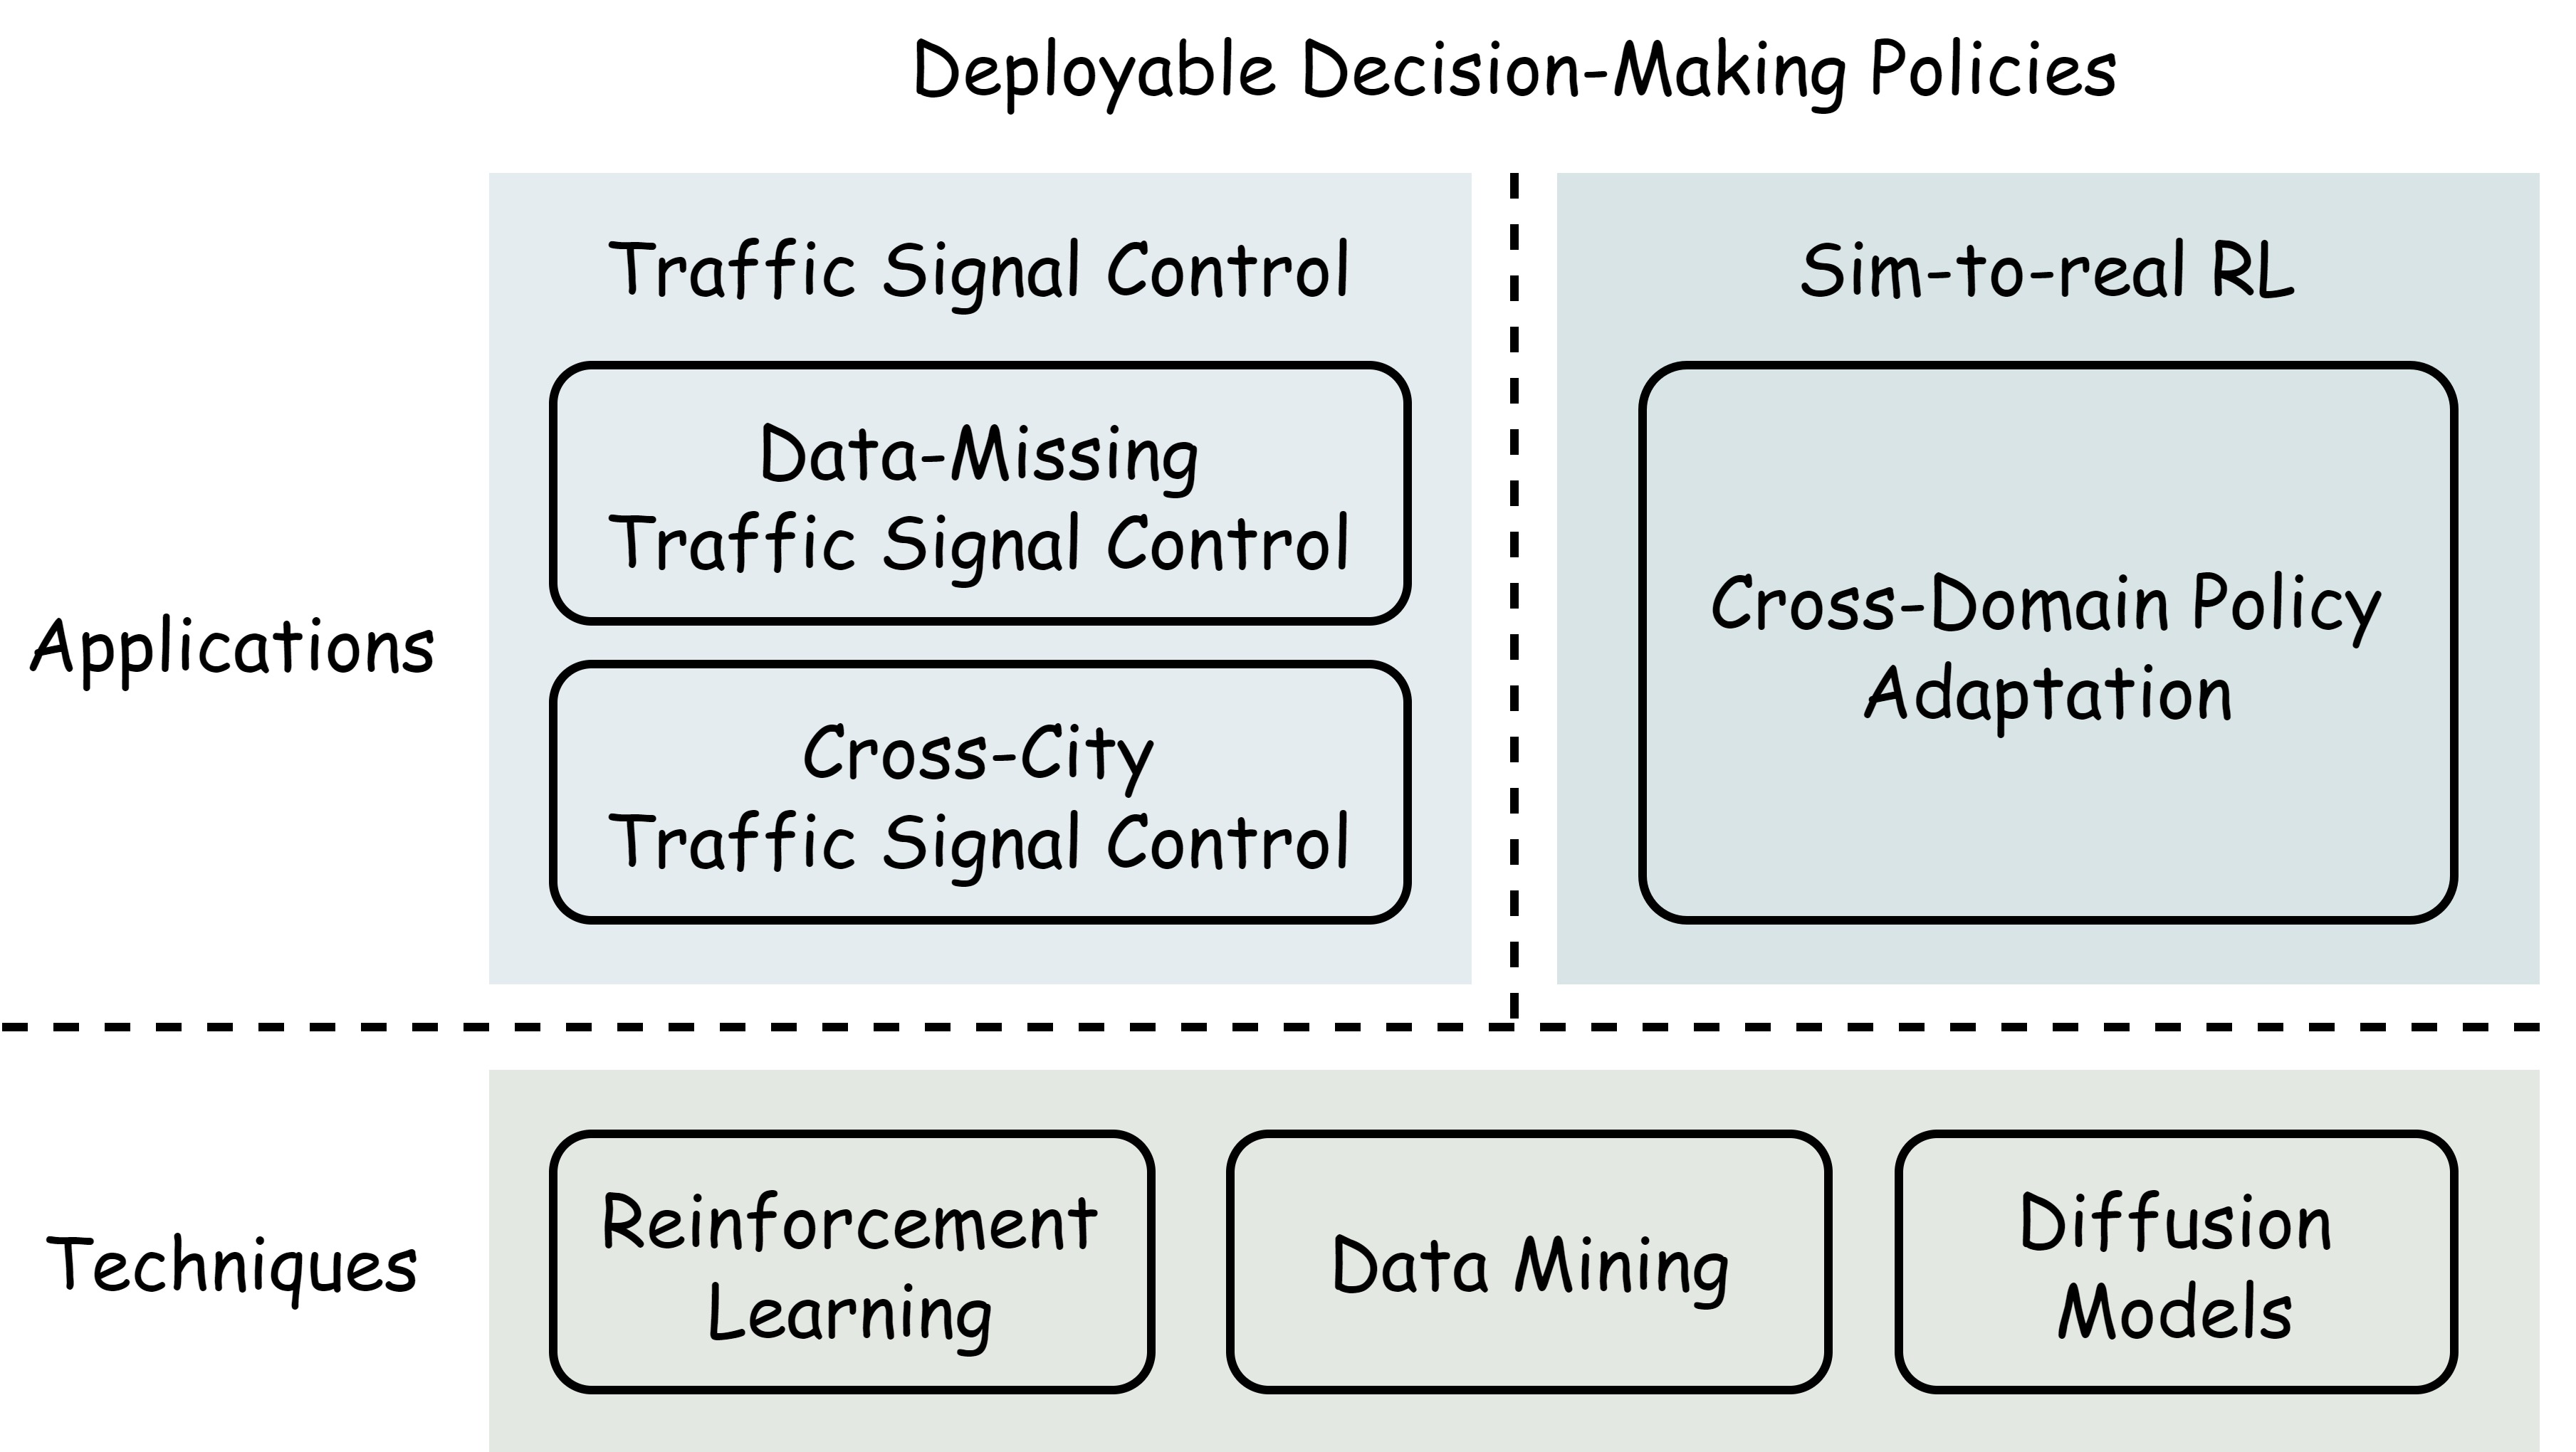 Deployable Decision-Making Policies
Applications
Traffic Signal Control
Data-Missing
Traffic Signal Control
Cross-City
Traffic Signal Control
Sim-to-real RL
Cross-Domain Policy
Adaptation
Techniques
Reinforcement
Learning
Data Mining
Diffusion
Models